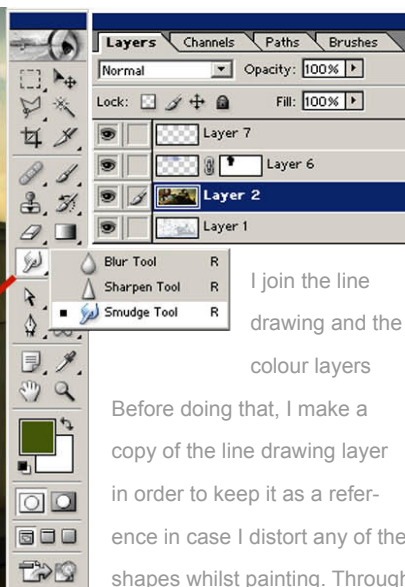 Layers Channels Paths Brushes
Normal Opacity: 100%
Lock: Fill: 100%
Layer 7
Layer 6
Layer 2
Layer 1
Blur Tool R
Sharpen Tool R
Smudge Tool R
I join the line
drawing and the
colour layers
Before doing that, I make a
copy of the line drawing layer
in order to keep it as a refer-
ence in case I distort any of the
shapes whilst painting. Through